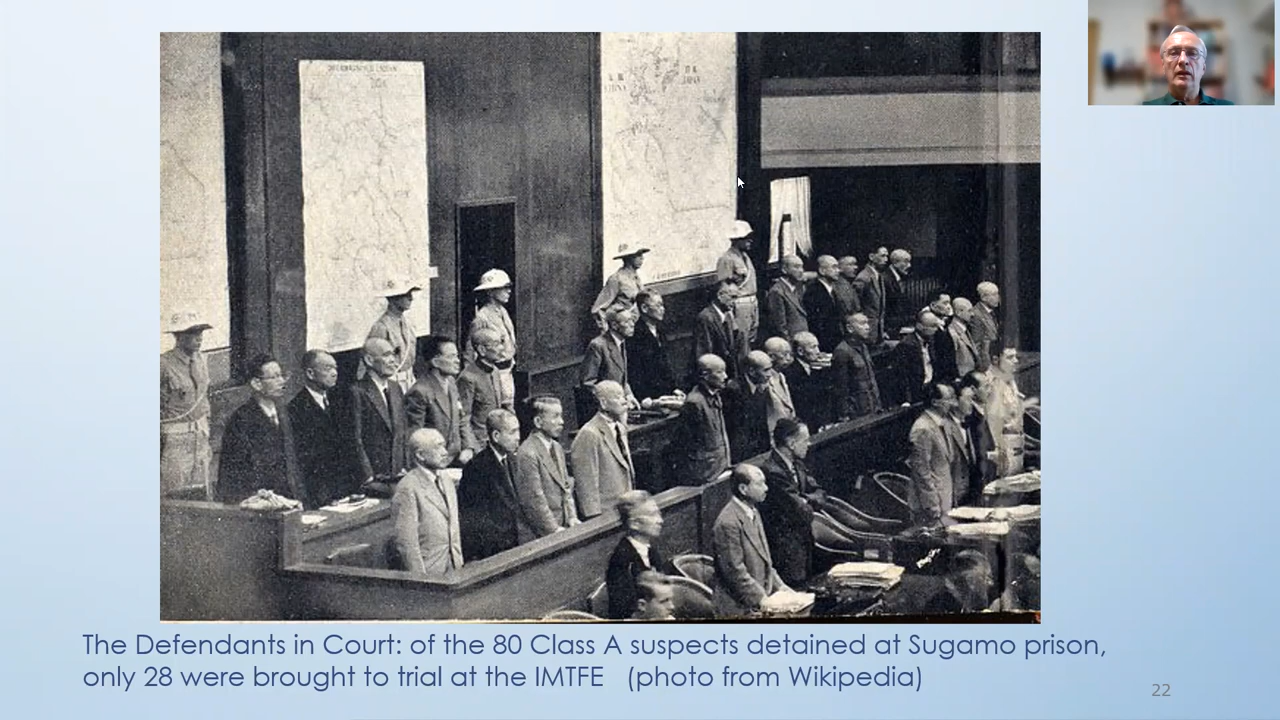 The Defendants in Court: of the 80 Class A suspects detained at Sugamo prison,
only 28 were brought to trial at the IMTFE (photo from Wikipedia)
22